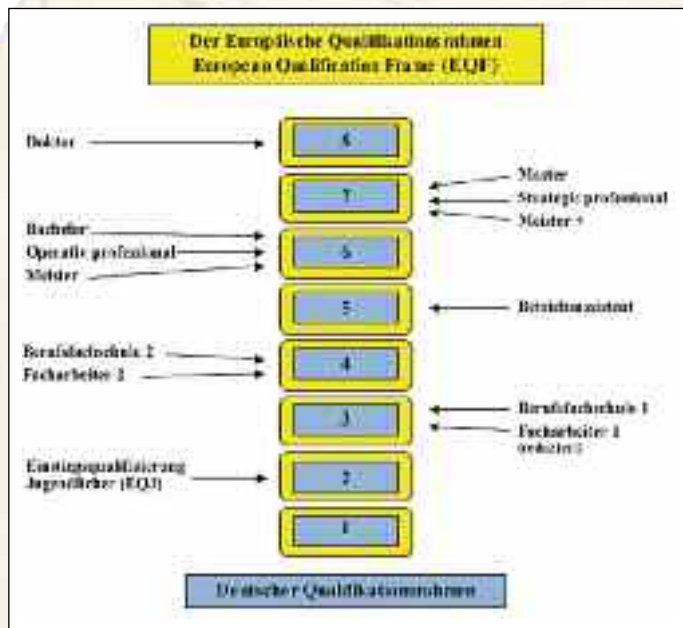 Der Europäische Qualifikationsrahmen
European Qualification Frame (EQF)
Doktor
8
7
Master
Strategic professional
Meister +
Bachelor
Operativ professional
Meister
6
5
Berufsfachschule 2
Facharbeiter 2
4
3
Berufsfachschule 1
Facharbeiter 1
Einstiegsqualifizierung
Jugendlicher (EQJ)
2
1
Deutscher Qualifikationsrahmen